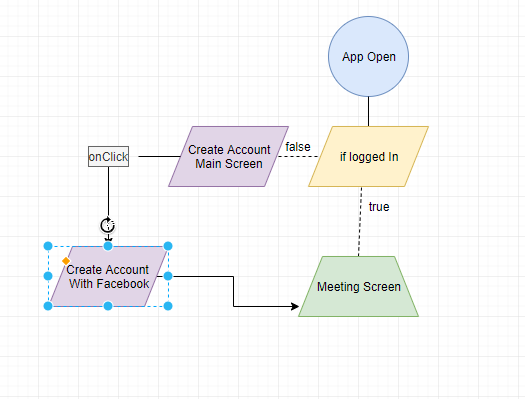 App Open
Create Account
Main Screen
false
if logged In
onClick
true
Create Account
With Facebook
Meeting Screen